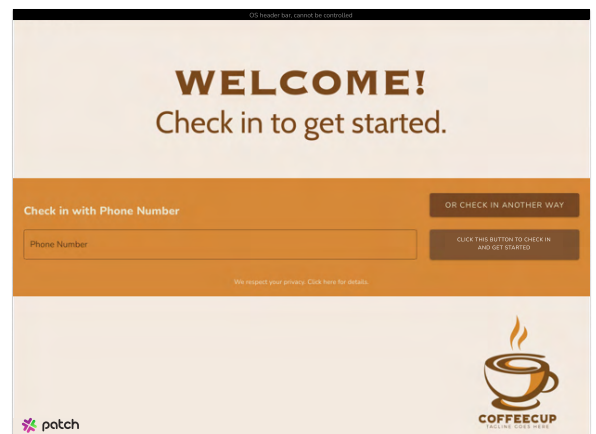 OS header bar, cannot be controlled
WELCOME!
Check in to get started.
OR CHECK IN ANOTHER WAY
Check in with Phone Number
Phone Number
CLICK THIS BUTTON TO CHECK IN
AND GET STARTED
We respect your privacy. Click here for details.
COFFEECUP
TAGLINE GOES HERE
patch